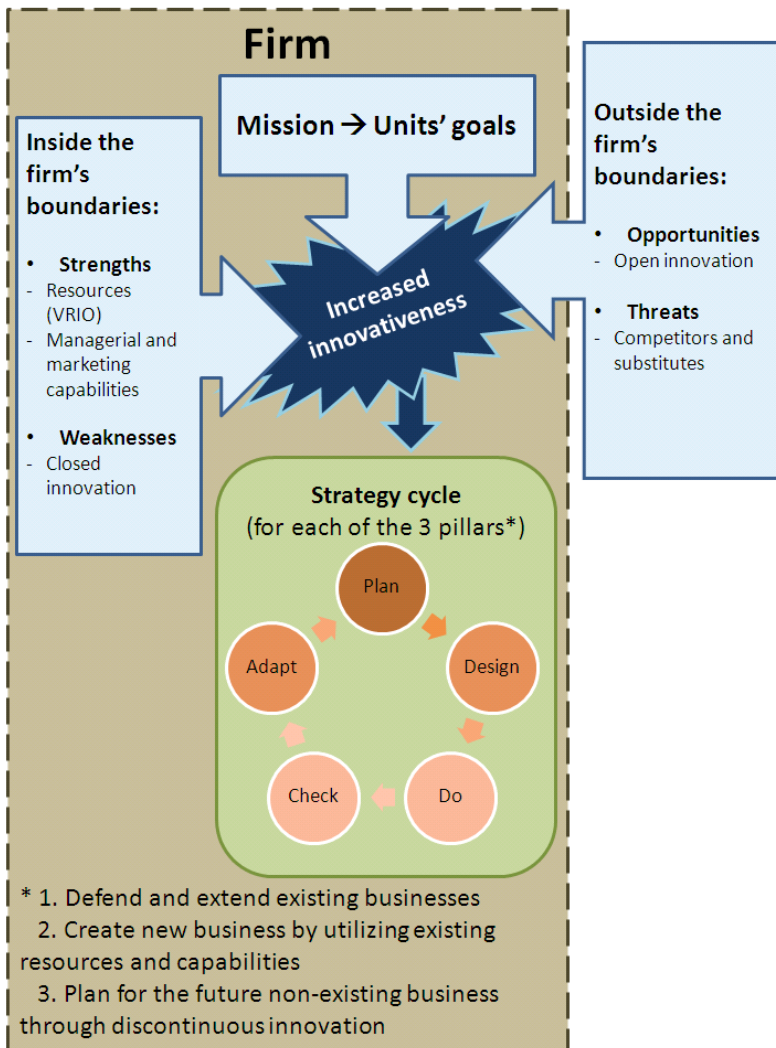 Firm
Mission → Units' goals
Inside the
firm's
boundaries:
• Strengths
- Resources
(VRIO)
- Managerial and
marketing
capabilities
• Weaknesses
- Closed
innovation
Outside the
firm's
boundaries:
• Opportunities
- Open innovation
• Threats
- Competitors and
substitutes
Increased
innovativeness
Strategy cycle
(for each of the 3 pillars*)
Plan
Design
Do
Check
Adapt
* 1. Defend and extend existing businesses
2. Create new business by utilizing existing
resources and capabilities
3. Plan for the future non-existing business
through discontinuous innovation